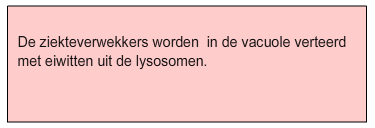 De ziekteverwekkers worden  in de vacuole verteerd
met eiwitten uit de lysosomen.